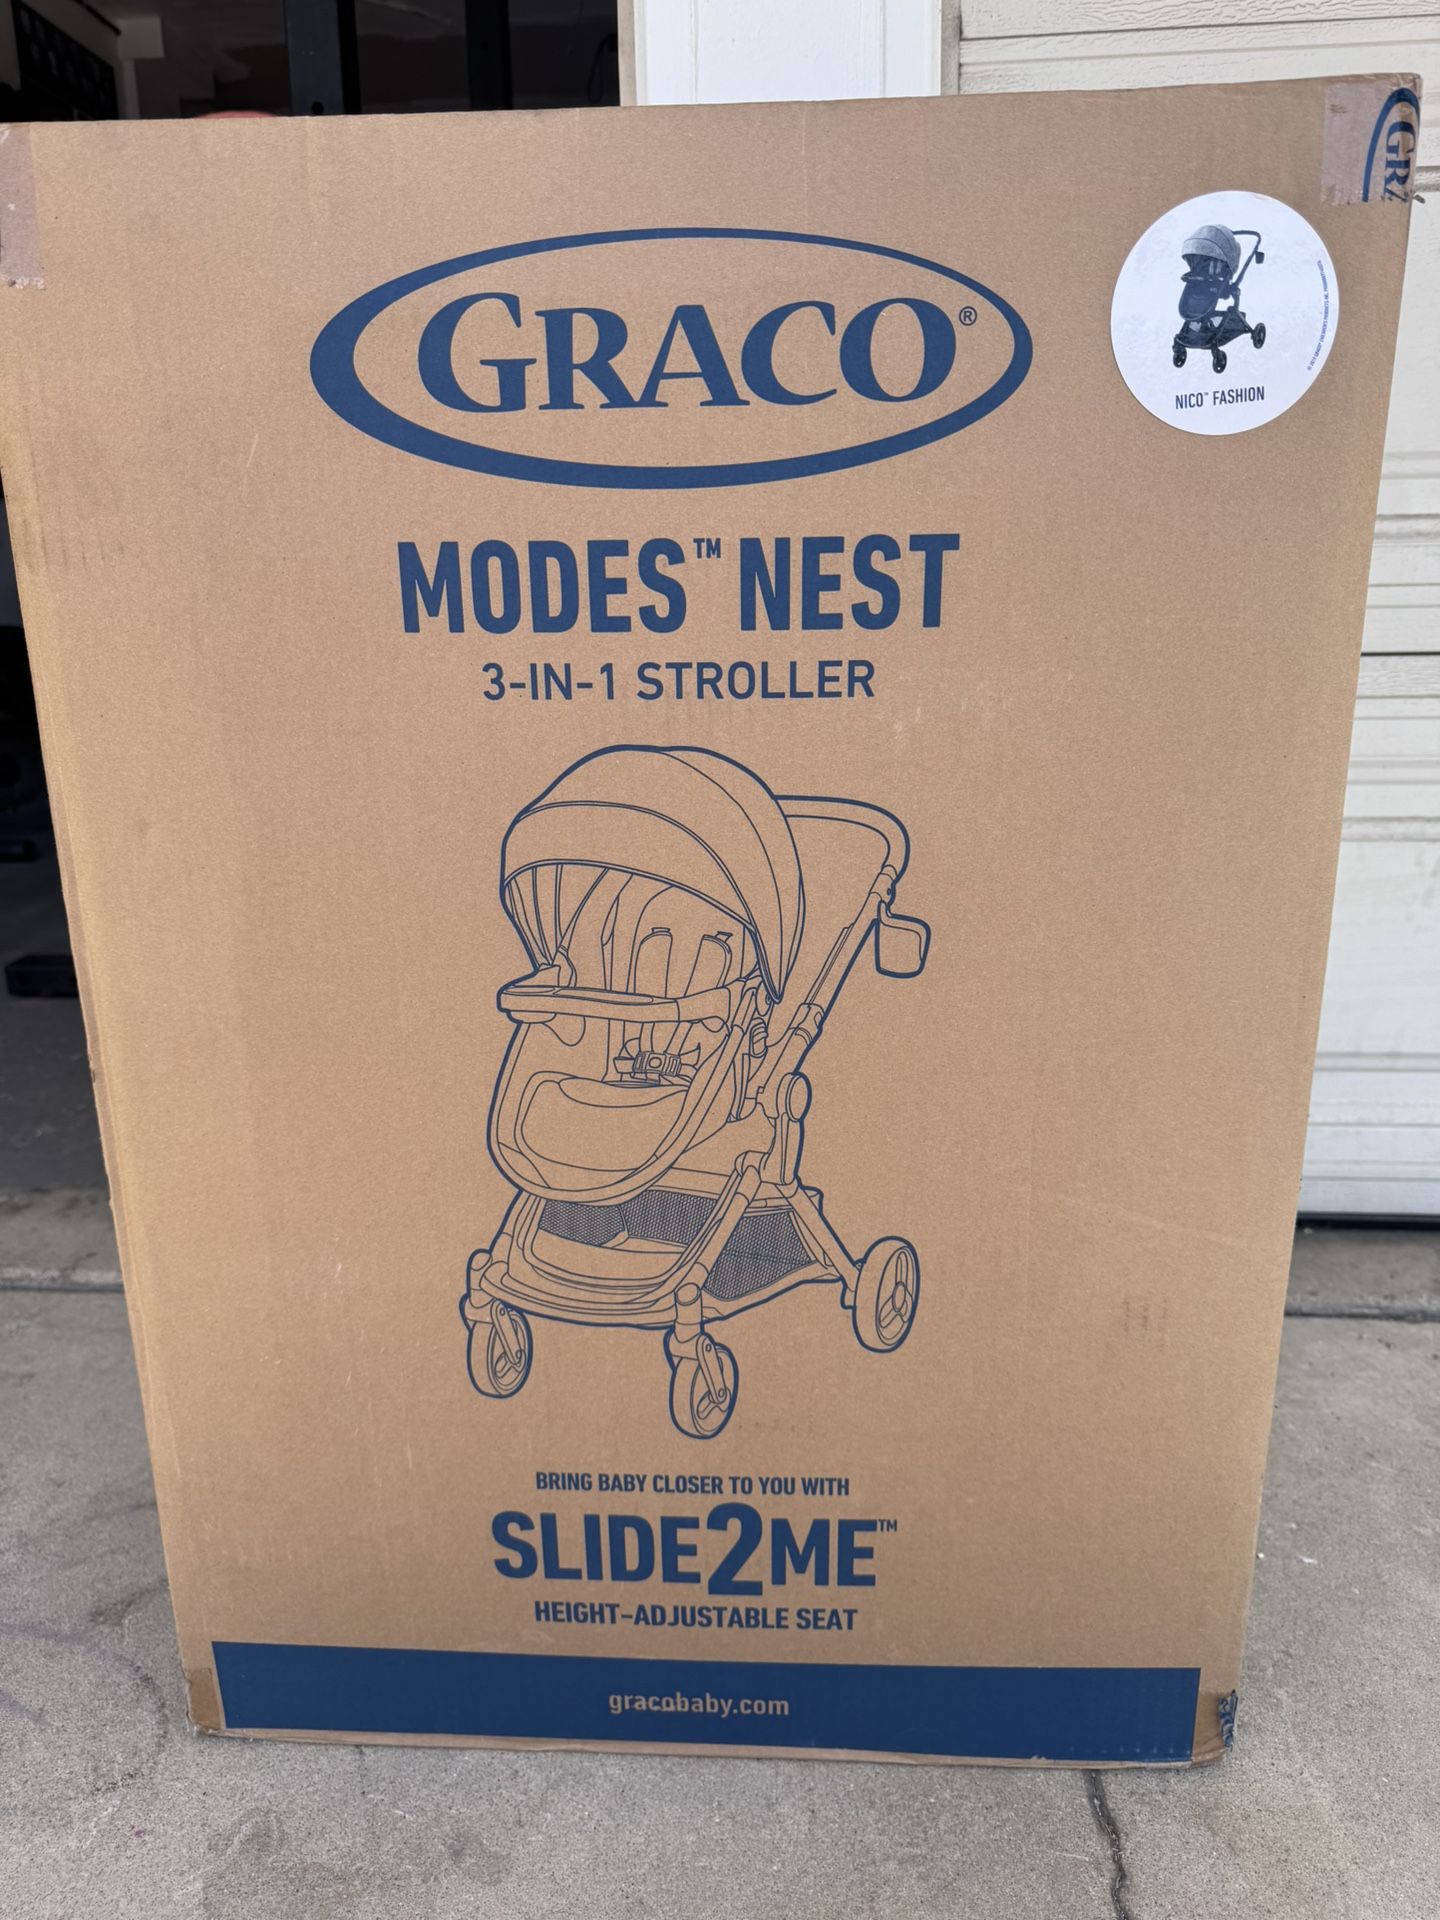 GRACO®
GRA
NICO™ FASHION
MODES™ NEST
3-IN-1 STROLLER
BRING BABY CLOSER TO YOU WITH
SLIDE2ME™
HEIGHT-ADJUSTABLE SEAT
gracobaby.com